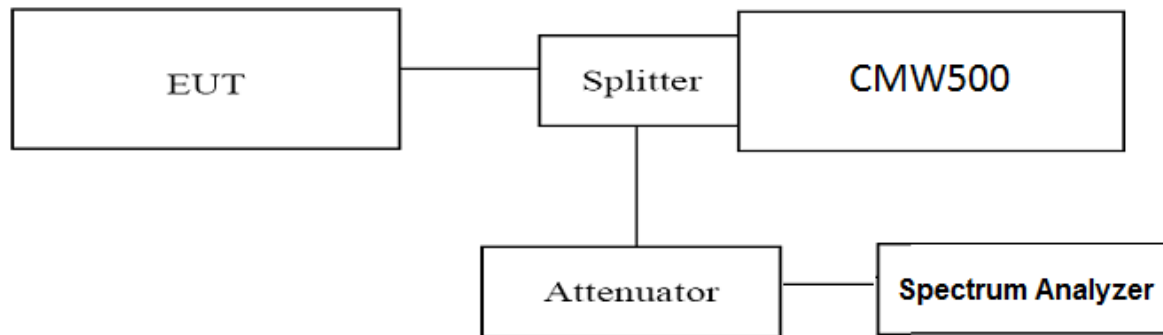 EUT
Splitter
CMW500
Attenuator
Spectrum Analyzer